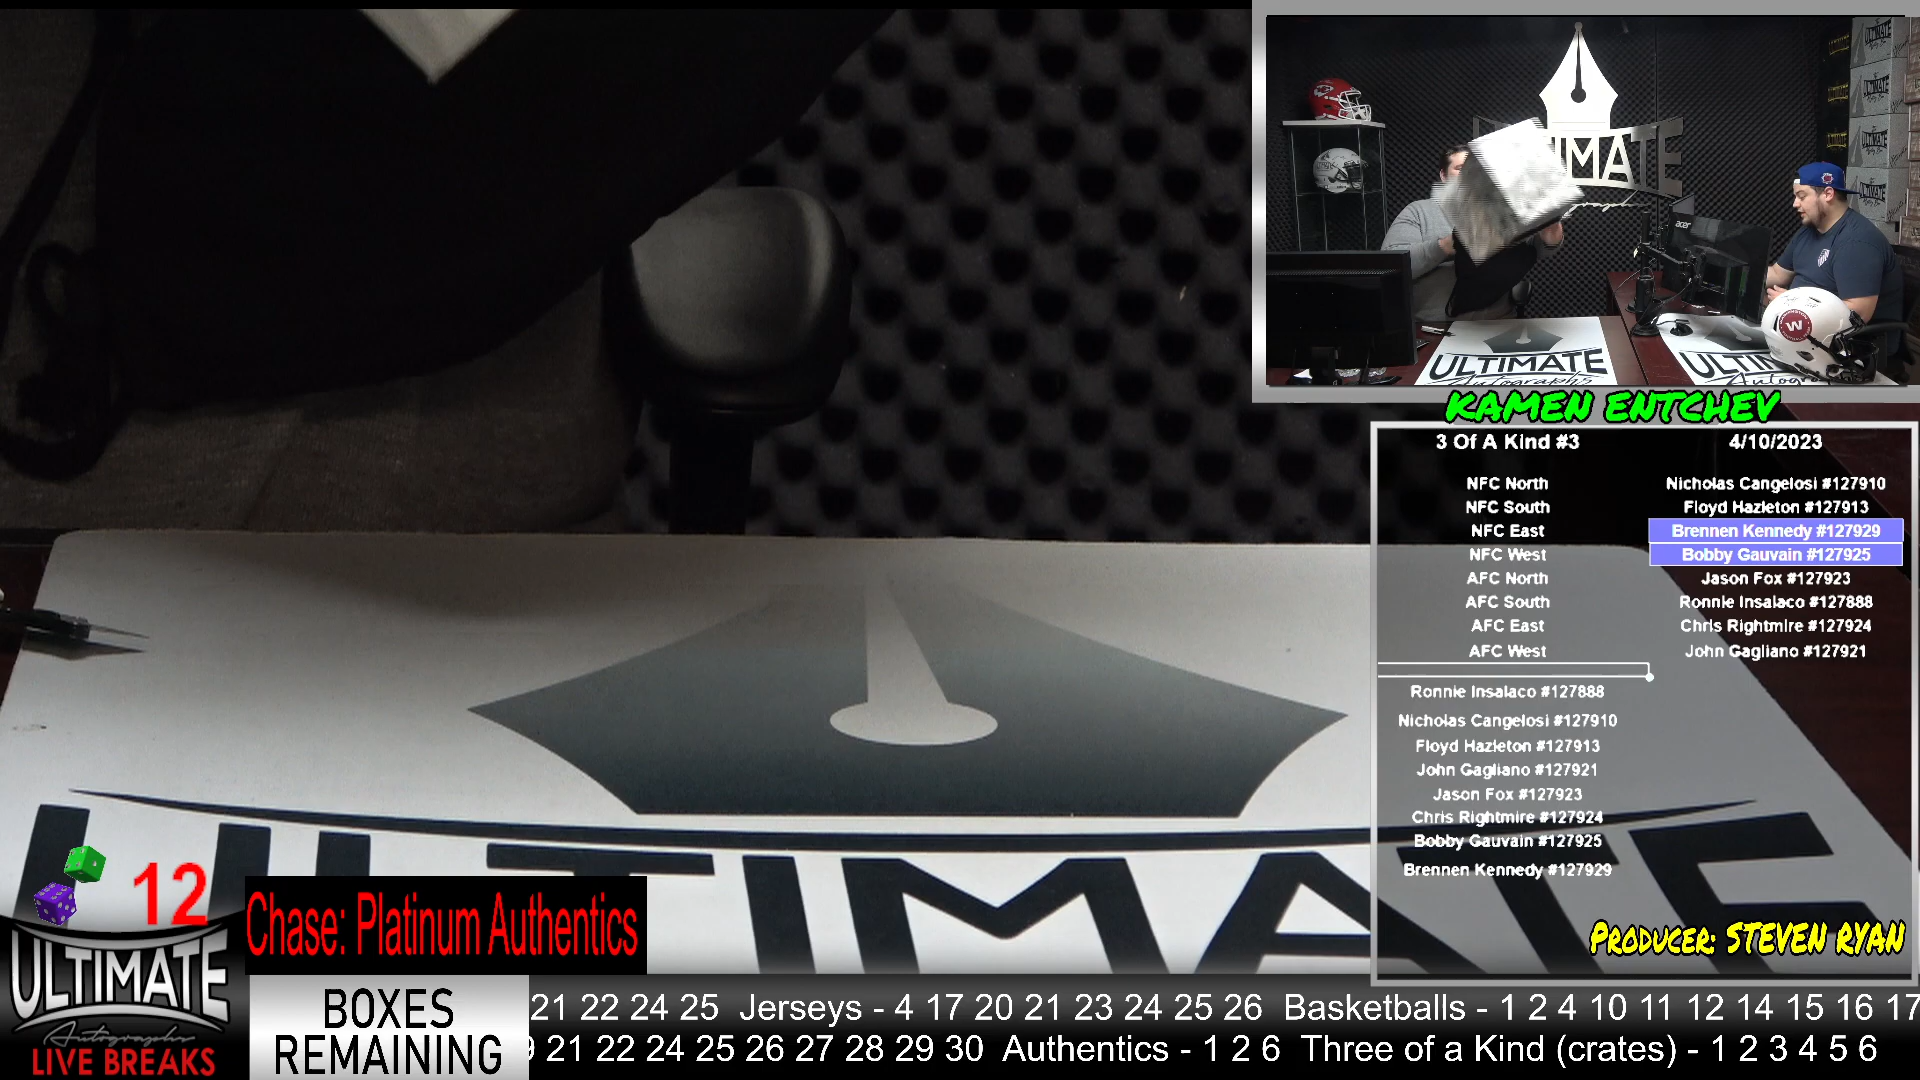 ULTIMATE
acer
W
ULTIMATE
Autographs
KAMEN ENTCHEV
3 Of A Kind #3 4/10/2023
NFC North Nicholas Cangelosi #127910
NFC South Floyd Hazleton #127913
NFC East Brennen Kennedy #127929
NFC West Bobby Gauvain #127925
AFC North Jason Fox #127923
AFC South Ronnie Insalaco #127888
AFC East Chris Rightmire #127924
AFC West John Gagliano #127921
Ronnie Insalaco #127888
Nicholas Cangelosi #127910
Floyd Hazleton #127913
John Gagliano #127921
Jason Fox #127923
Chris Rightmire #127924
Bobby Gauvain #127925
Brennen Kennedy #127929
Producer: STEVEN RYAN
ULTIMATE
12
Chase: Platinum Authentics
ULTIMATE
Autographs
LIVE BREAKS
BOXES
REMAINING
21 22 24 25 Jerseys - 4 17 20 21 23 24 25 26 Basketballs - 1 2 4 10 11 12 14 15 16 17
21 22 24 25 26 27 28 29 30 Authentics - 1 2 6 Three of a Kind (crates) - 1 2 3 4 5 6